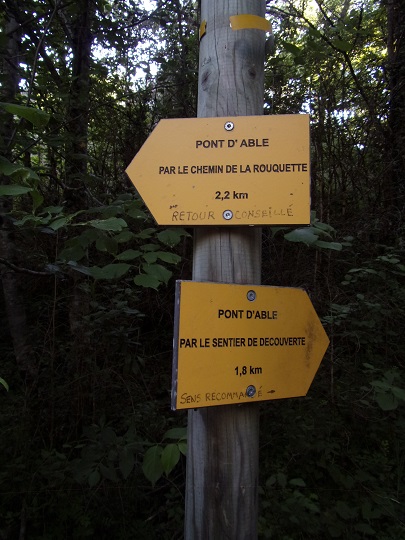 PONT D'ABLE
PAR LE CHEMIN DE LA ROUQUETTE
2,2 km
← RETOUR CONSEILLÉ
PONT D'ABLE
PAR LE SENTIER DE DECOUVERTE
1,8 km
SENS RECOMMANDÉ →